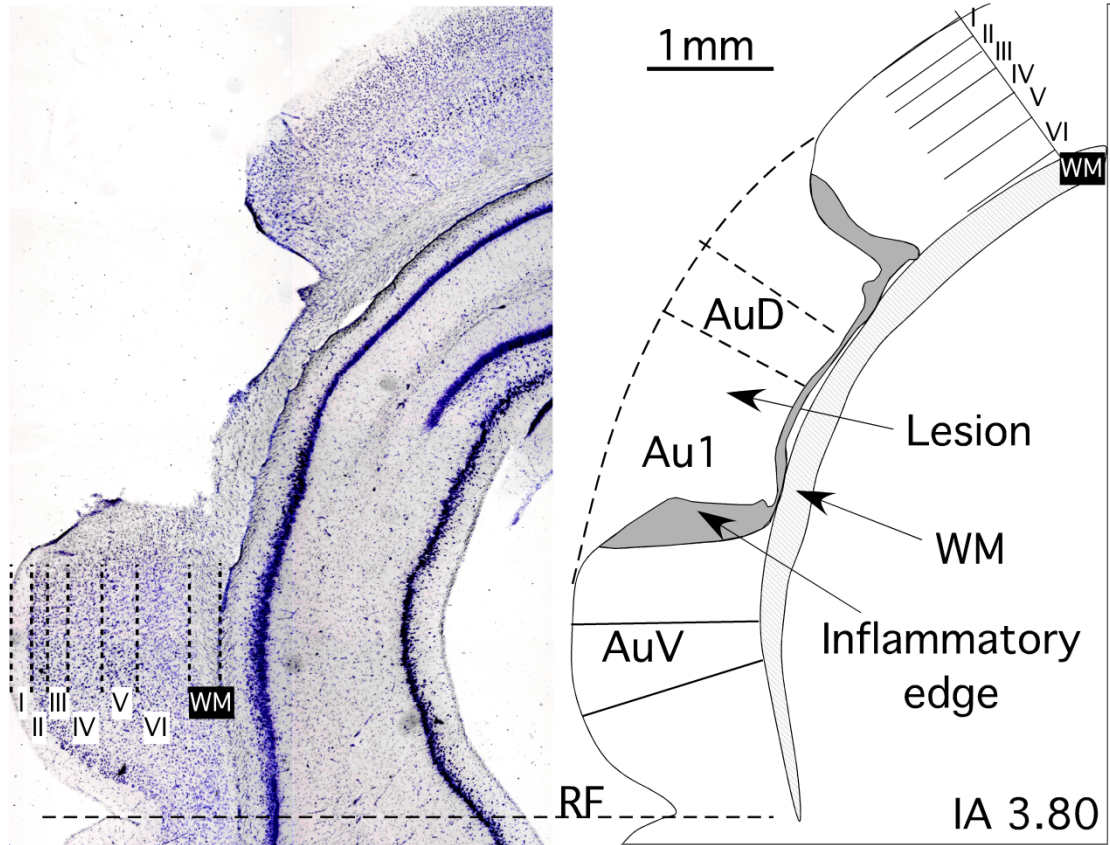 I
II
III
IV
V
VI
WM
I
II
III
IV
V
VI
WM
1mm
AuD
Lesion
Au1
WM
AuV
Inflammatory
edge
RF
IA 3.80